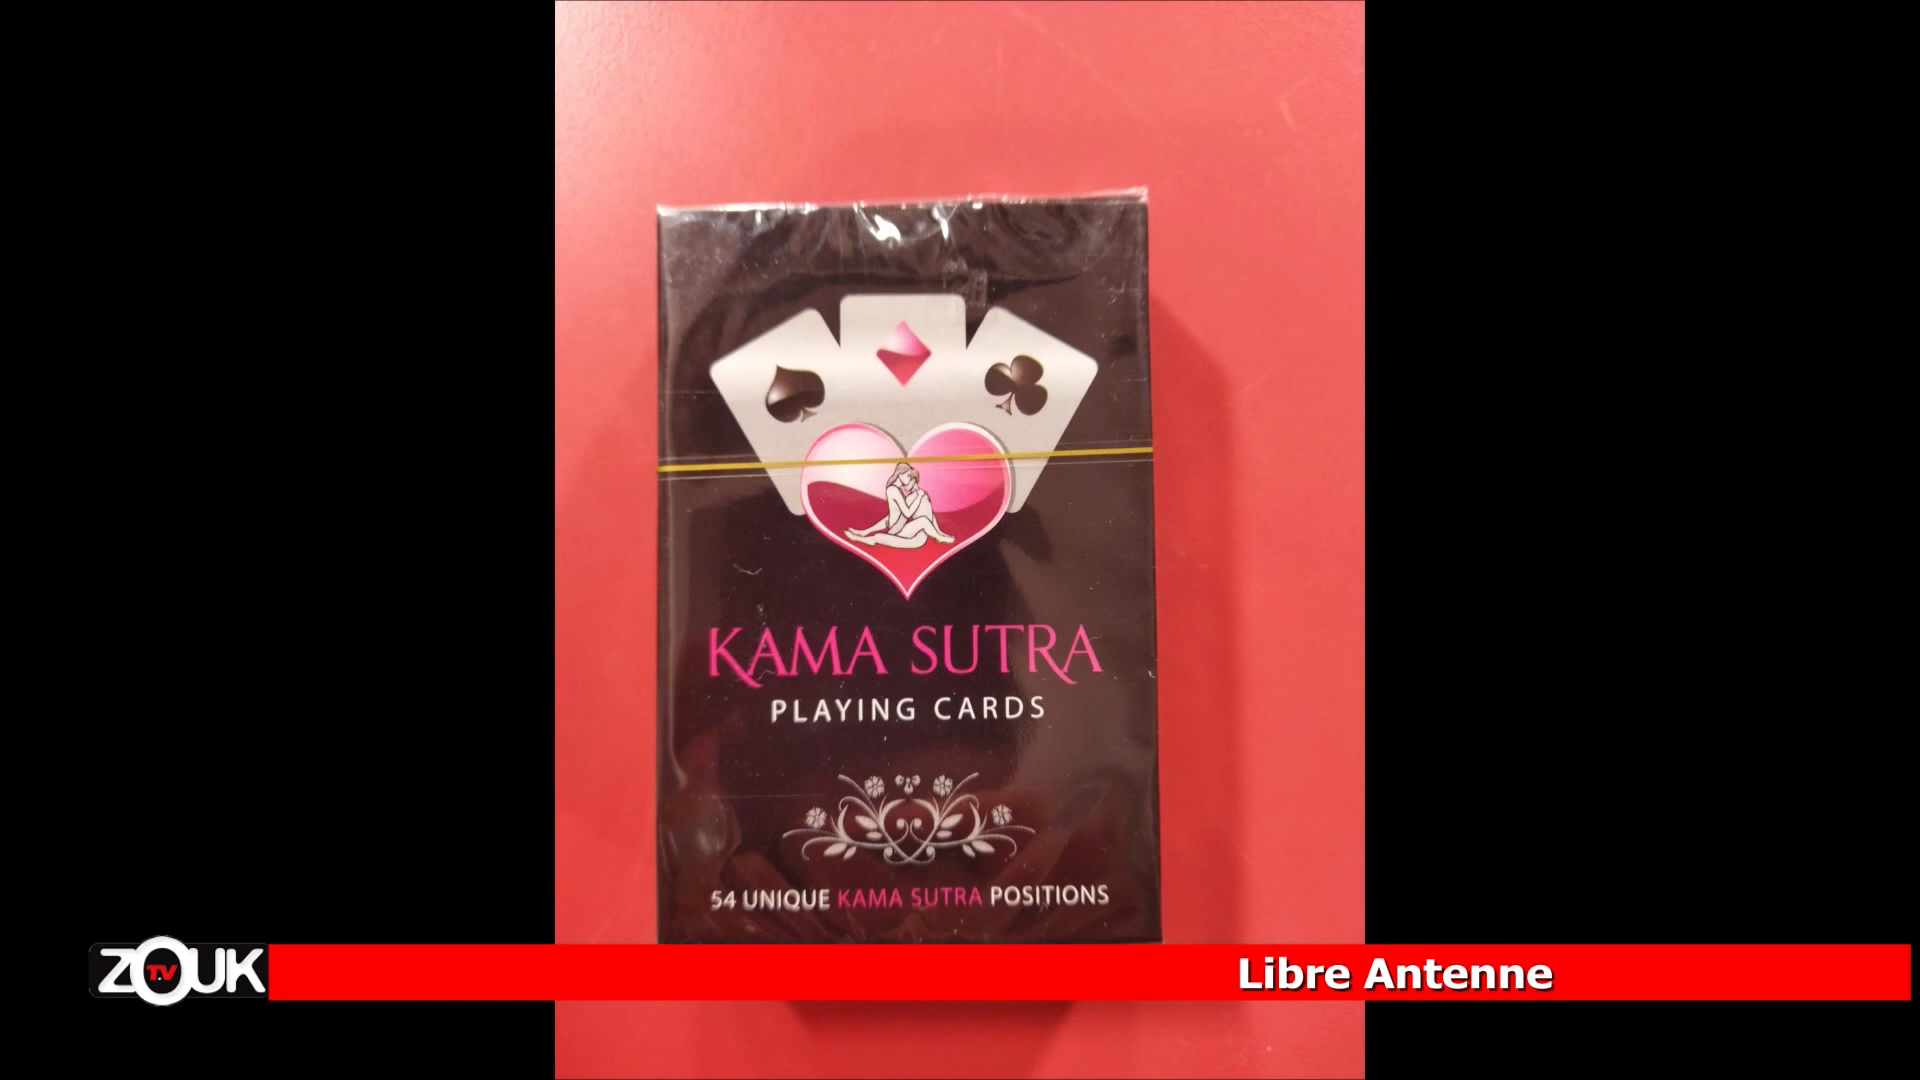 KAMA SUTRA
PLAYING CARDS
54 UNIQUE KAMA SUTRA POSITIONS
ZOUK TV
Libre Antenne